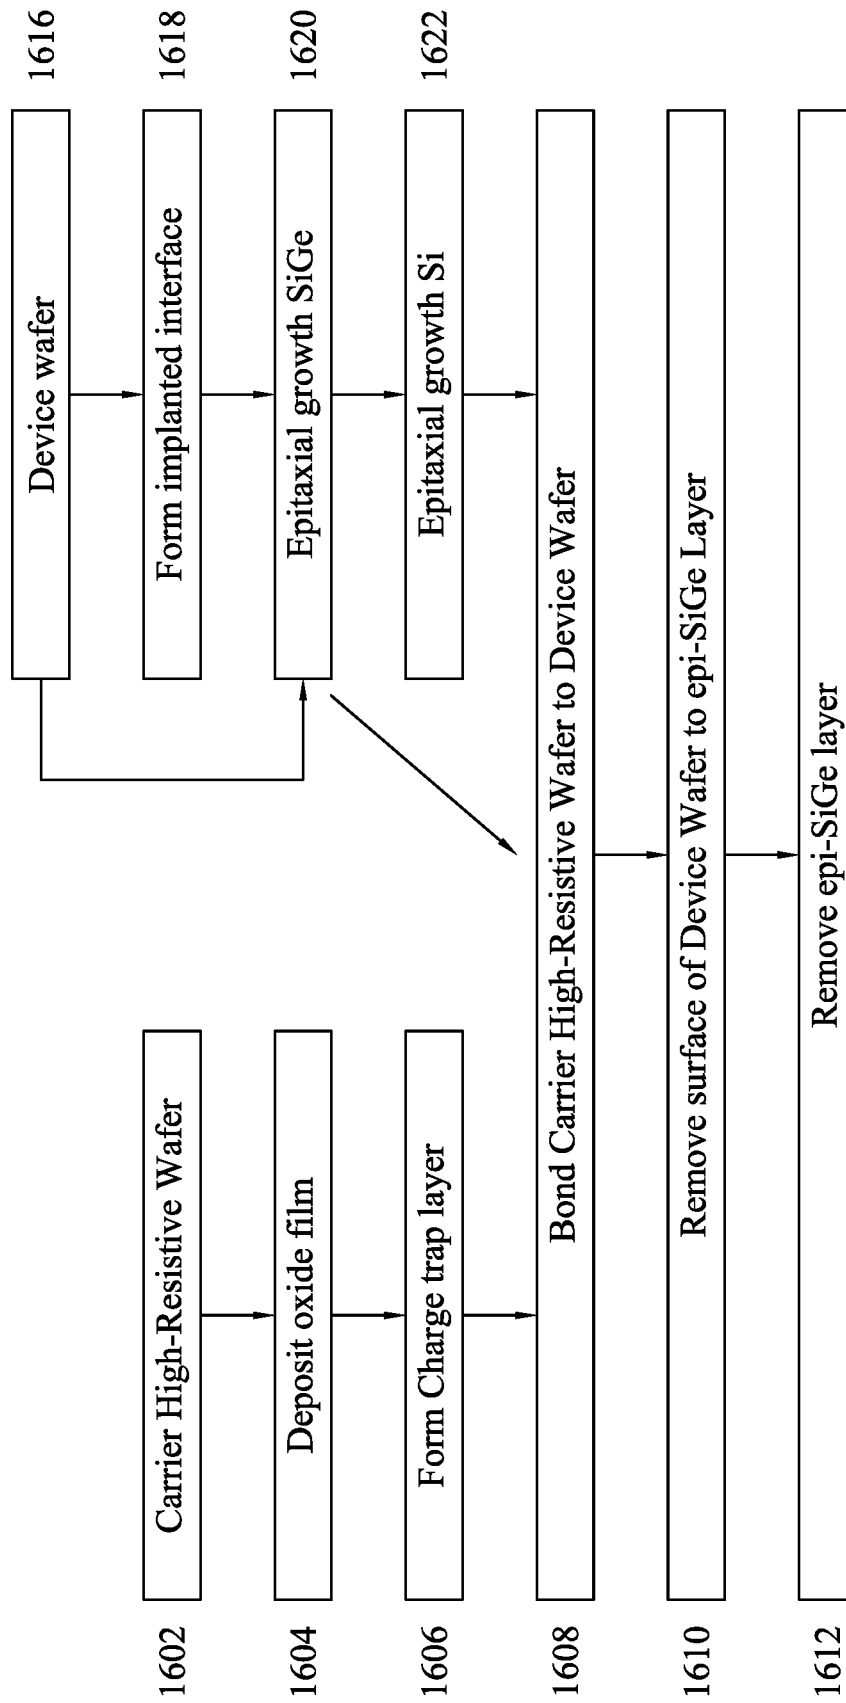 Device wafer
1616
Form implanted interface
1618
Epitaxial growth SiGe
1620
Epitaxial growth Si
1622
1602
Carrier High-Resistive Wafer
1604
Deposit oxide film
1606
Form Charge trap layer
1608
Bond Carrier High-Resistive Wafer to Device Wafer
1610
Remove surface of Device Wafer to epi-SiGe Layer
1612
Remove epi-SiGe layer